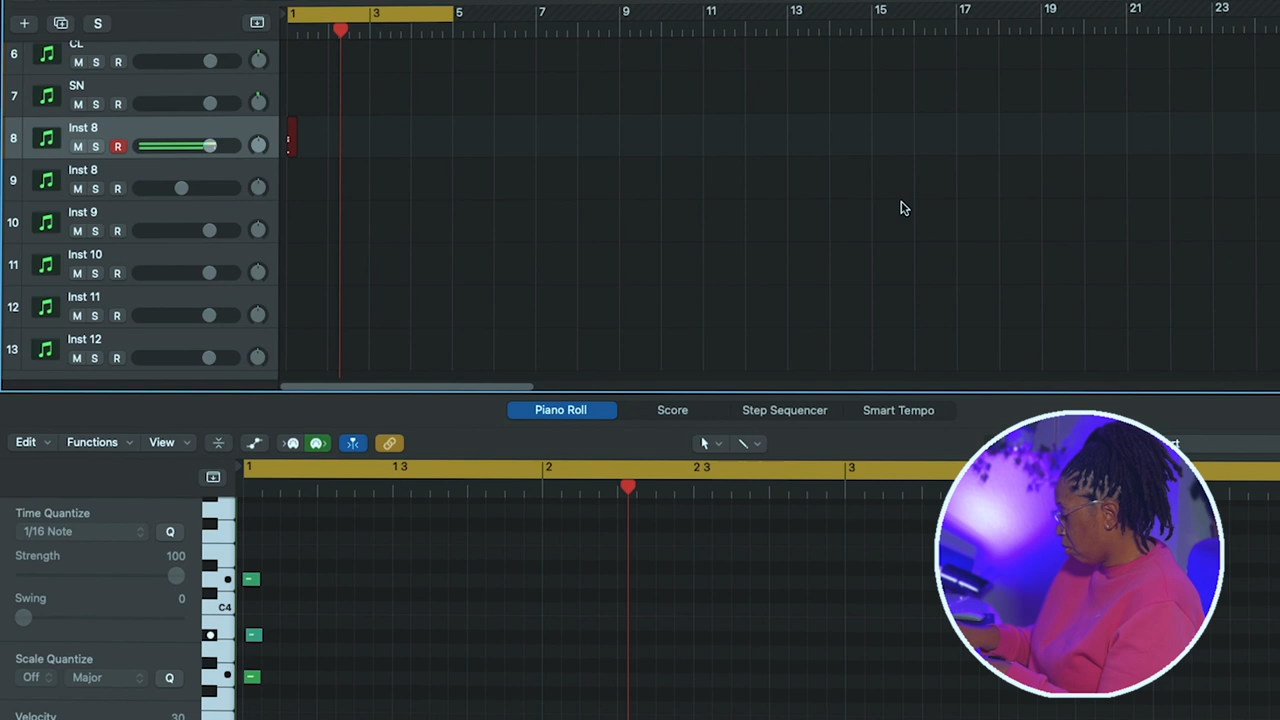 + S 1 3 5 7 9 11 13 15 17 19 21 23
6 CL
M S R
7 SN
M S R
8 Inst 8
M S R
9 Inst 8
M S R
10 Inst 9
M S R
11 Inst 10
M S R
12 Inst 11
M S R
13 Inst 12
M S R
Piano Roll Score Step Sequencer Smart Tempo
Edit Functions View
1 1 3 2 2 3 3
Time Quantize
1/16 Note Q
Strength 100
Swing 0
C4
Scale Quantize
Off Major Q
Velocity 30